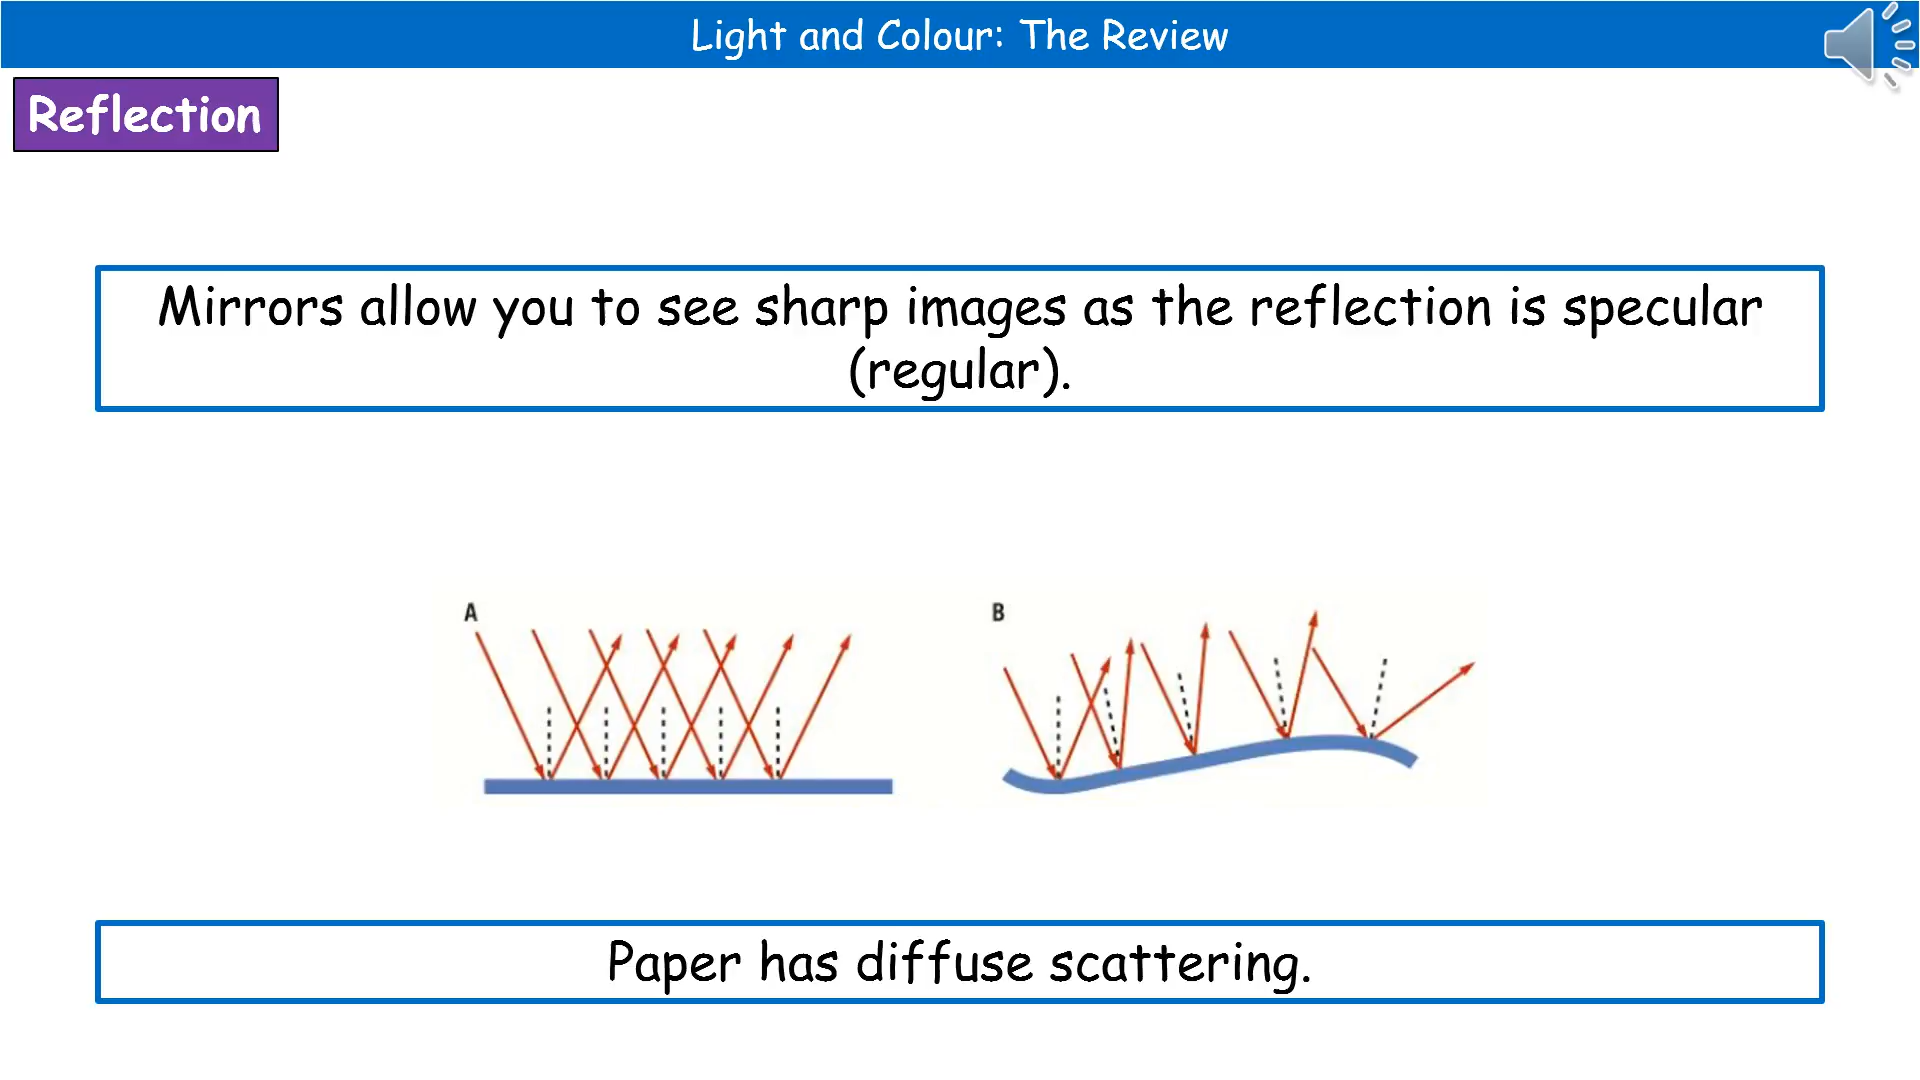 Light and Colour: The Review
Reflection
Mirrors allow you to see sharp images as the reflection is specular
(regular).
A
B
Paper has diffuse scattering.